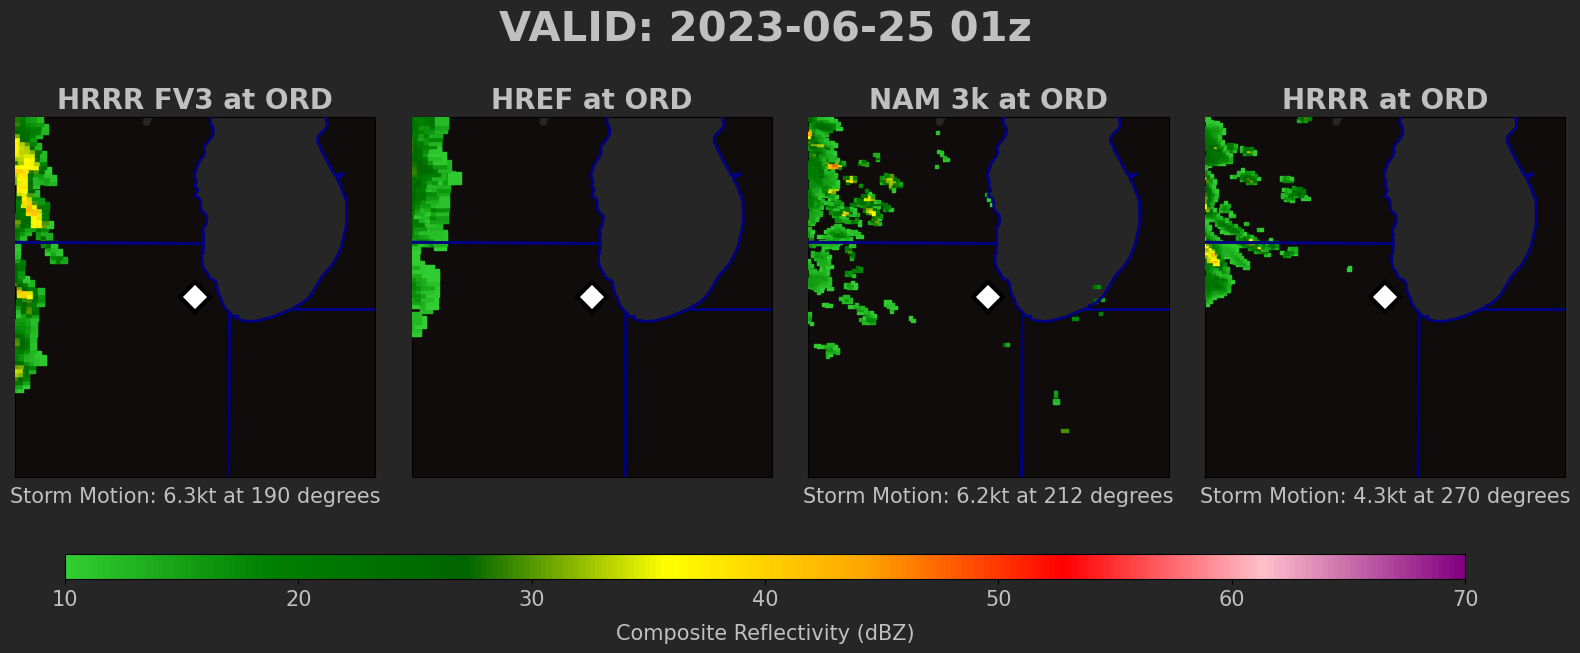 VALID: 2023-06-25 01z
HRRR FV3 at ORD
HREF at ORD
NAM 3k at ORD
HRRR at ORD
Storm Motion: 6.3kt at 190 degrees
Storm Motion: 6.2kt at 212 degrees
Storm Motion: 4.3kt at 270 degrees
10 20 30 40 50 60 70
Composite Reflectivity (dBZ)